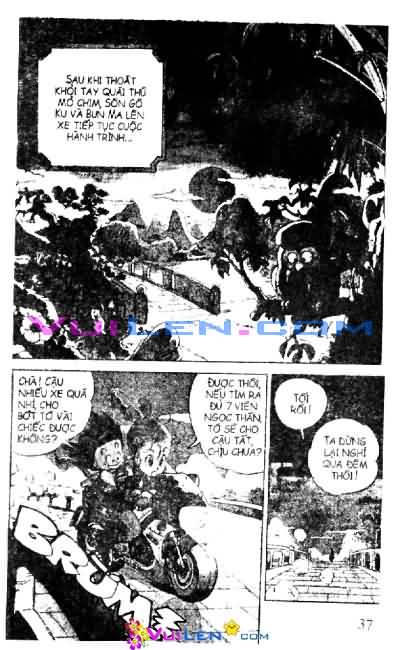 SAU KHI THOÁT
KHỎI TAY QUÁI THÚ
MỎ CHIM, SÔN GÔ
KU VÀ BUN MA LÊN
XE TIẾP TỤC CUỘC
HÀNH TRÌNH...
VUILEN.COM
CHÀ! CẬU
NHIỀU XE QUÁ
NHỈ, CHO
BỚT TỚ VÀI
CHIẾC ĐƯỢC
KHÔNG?
ĐƯỢC THÔI,
NẾU TÌM RA
ĐỦ 7 VIÊN
NGỌC THẦN,
TỚ SẼ CHO
CẬU TẤT,
CHỊU CHƯA?
BRUM
TỐI
RỒI!
TA DỪNG
LẠI NGHỈ
QUA ĐÊM
THÔI!
37
VUILEN.COM